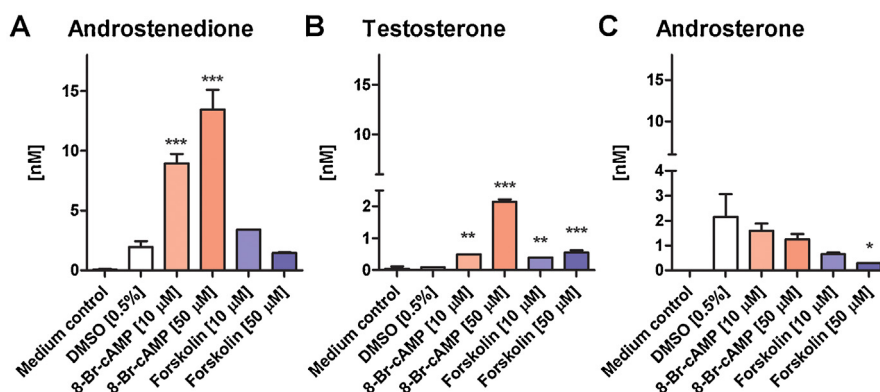 A Androstenedione
[nM]
15
10
5
0
***
***
Medium control
DMSO [0.5%]
8-Br-cAMP [10 µM]
8-Br-cAMP [50 µM]
Forskolin [10 µM]
Forskolin [50 µM]
B Testosterone
[nM]
15
10
2
1
0
**
***
**
***
Medium control
DMSO [0.5%]
8-Br-cAMP [10 µM]
8-Br-cAMP [50 µM]
Forskolin [10 µM]
Forskolin [50 µM]
C Androsterone
[nM]
15
10
4
3
2
1
0
*
Medium control
DMSO [0.5%]
8-Br-cAMP [10 µM]
8-Br-cAMP [50 µM]
Forskolin [10 µM]
Forskolin [50 µM]